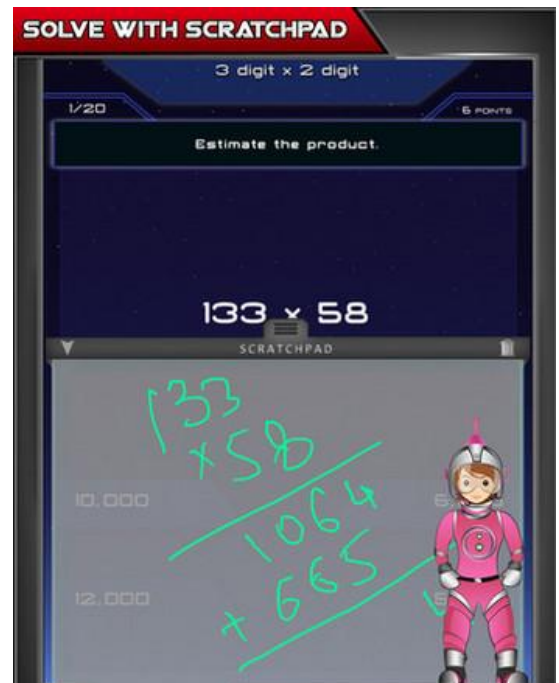 SOLVE WITH SCRATCHPAD
3 digit x 2 digit
1/20
6 POINTS
Estimate the product.
133 x 58
SCRATCHPAD
133
x58
10,000
1064
+ 665
12,000